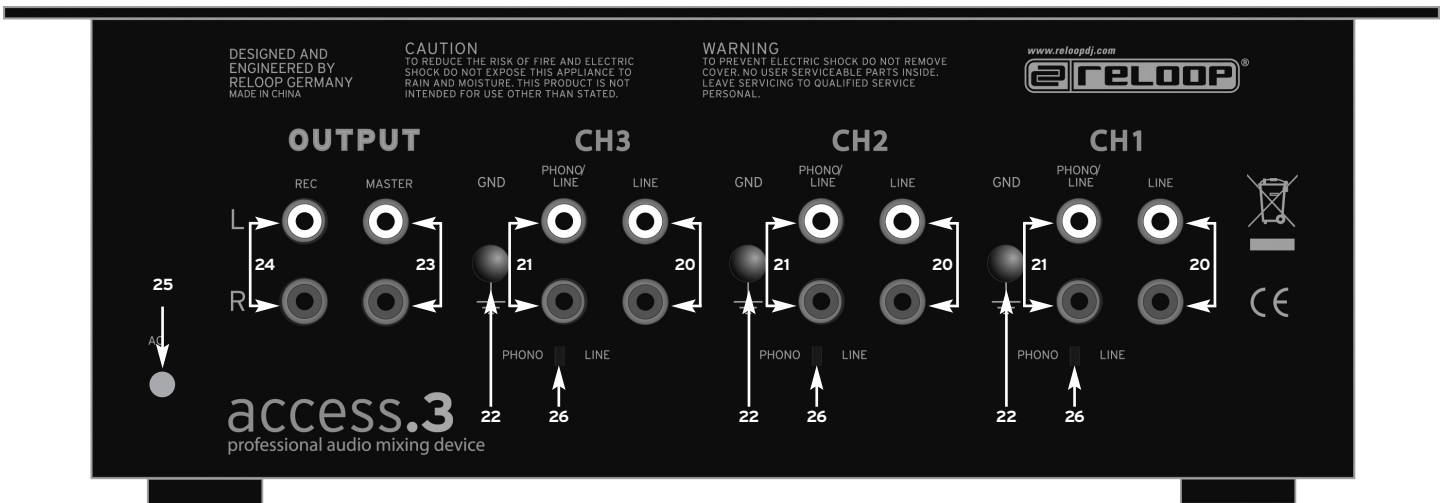 DESIGNED AND
ENGINEERED BY
RELOOP GERMANY
MADE IN CHINA
CAUTION
TO REDUCE THE RISK OF FIRE AND ELECTRIC
SHOCK DO NOT EXPOSE THIS APPLIANCE TO
RAIN AND MOISTURE. THIS PRODUCT IS NOT
INTENDED FOR USE OTHER THAN STATED.
WARNING
TO PREVENT ELECTRIC SHOCK DO NOT REMOVE
COVER. NO USER SERVICEABLE PARTS INSIDE.
LEAVE SERVICING TO QUALIFIED SERVICE
PERSONAL.
www.reloopdj.com
RELOOP®
OUTPUT CH3 CH2 CH1
REC MASTER GND PHONO/ LINE LINE GND PHONO/ LINE LINE GND PHONO/ LINE LINE
L
24 23 21 20 21 20 21 20
R
25
AC
CE
PHONO LINE PHONO LINE PHONO LINE
22 26 22 26 22 26
access.3
professional audio mixing device